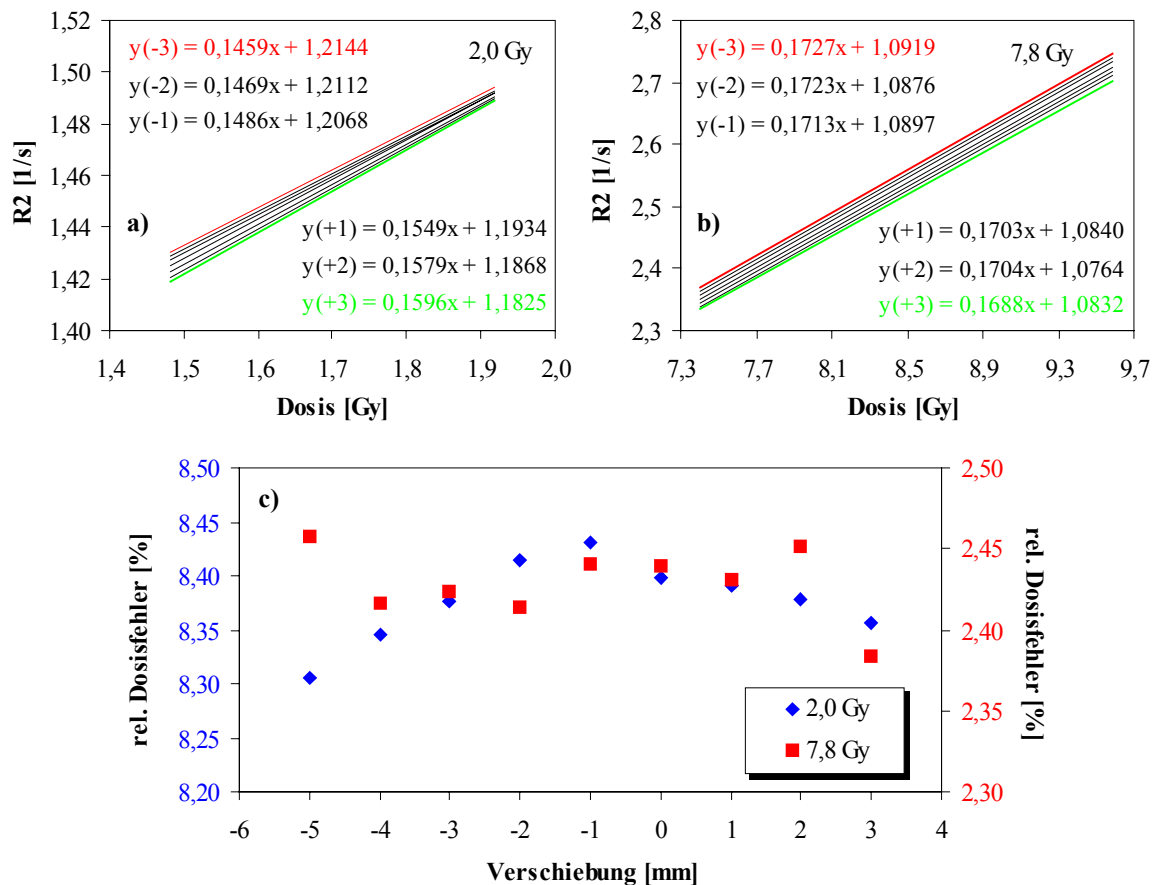 1,52
1,50
1,48
1,46
1,44
1,42
1,40
R2 [1/s]
y(-3) = 0,1459x + 1,2144
y(-2) = 0,1469x + 1,2112
y(-1) = 0,1486x + 1,2068
2,0 Gy
a)
y(+1) = 0,1549x + 1,1934
y(+2) = 0,1579x + 1,1868
y(+3) = 0,1596x + 1,1825
1,4 1,5 1,6 1,7 1,8 1,9 2,0
Dosis [Gy]
2,8
2,7
2,6
2,5
2,4
2,3
R2 [1/s]
y(-3) = 0,1727x + 1,0919
y(-2) = 0,1723x + 1,0876
y(-1) = 0,1713x + 1,0897
7,8 Gy
b)
y(+1) = 0,1703x + 1,0840
y(+2) = 0,1704x + 1,0764
y(+3) = 0,1688x + 1,0832
7,3 7,7 8,1 8,5 8,9 9,3 9,7
Dosis [Gy]
8,50
8,45
8,40
8,35
8,30
8,25
8,20
rel. Dosisfehler [%]
c)
2,50
2,45
2,40
2,35
2,30
rel. Dosisfehler [%]
2,0 Gy
7,8 Gy
-6 -5 -4 -3 -2 -1 0 1 2 3 4
Verschiebung [mm]